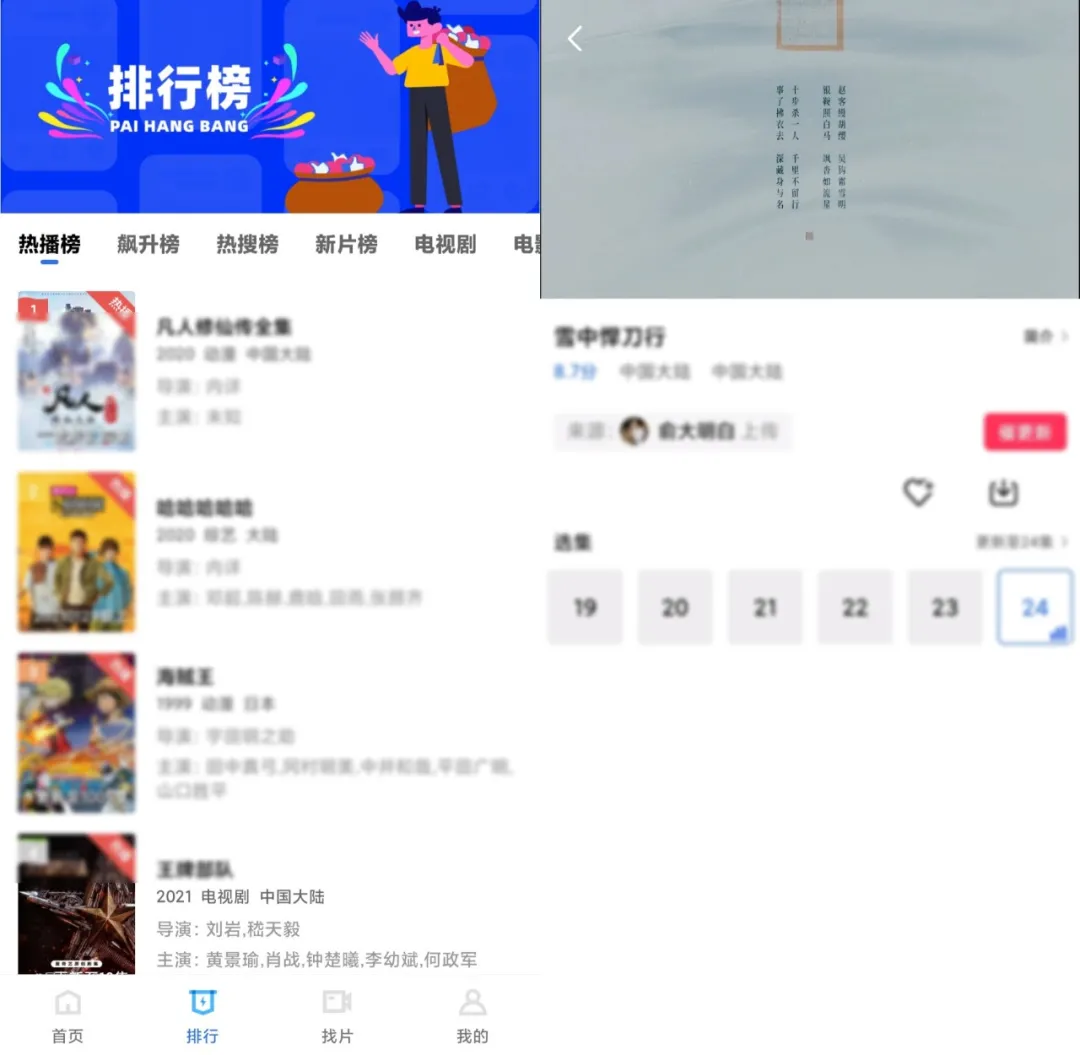 排行榜
PAI HANG BANG
热播榜 飙升榜 热搜榜 新片榜 电视剧
1
凡人修仙传全集
2020 动漫 中国大陆
导演: 内详
主演: 未知
哈哈哈哈哈
2020 综艺 大陆
导演: 内详
主演: 邓超,陈赫,鹿晗,
海贼王
1999 动漫 日本
导演: 宇田钢之助
主演: 田中真弓,冈村明美,中井和哉,平田广明,
山口胜平
王牌部队
2021 电视剧 中国大陆
导演: 刘岩,嵇天毅
主演: 黄景瑜,肖战,钟楚曦,李幼斌,何政军
首页 排行 找片 我的
赵客缦胡缨 吴钩霜雪明
银鞍照白马 飒沓如流星
十步杀一人 千里不留行
事了拂衣去 深藏身与名
雪中悍刀行
简介
8.7分 中国大陆 中国大陆
来源: 俞大明白 上传
催更新
选集
更新至24集
19 20 21 22 23 24